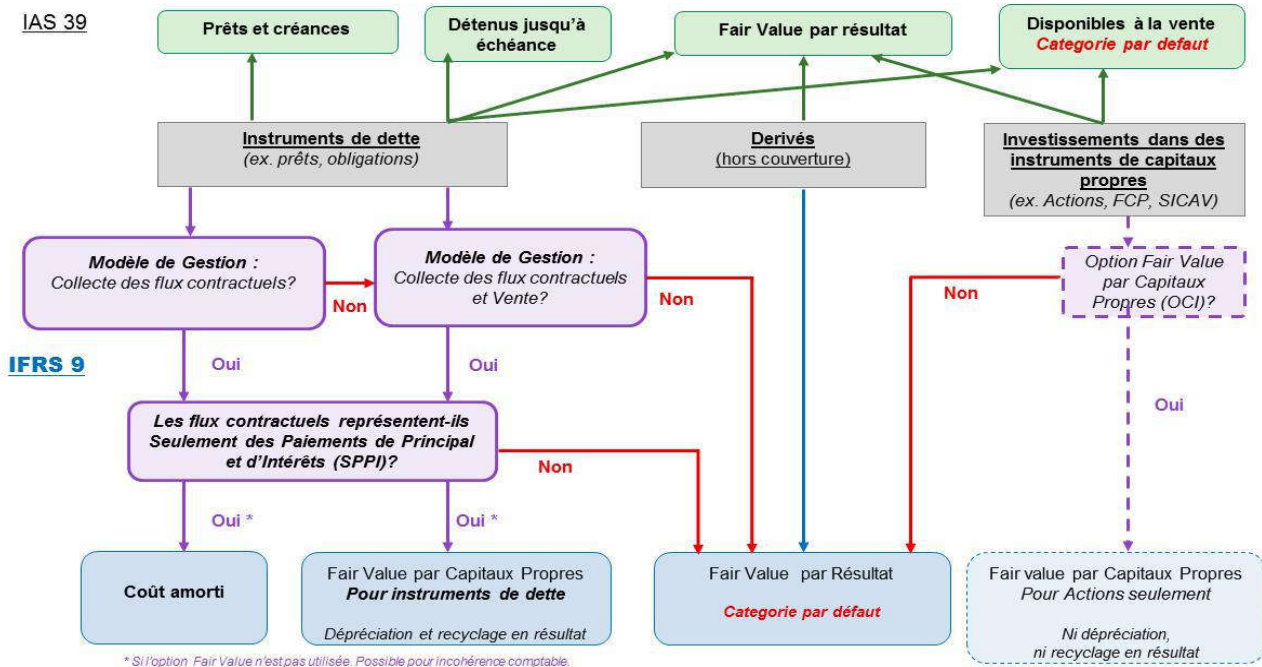 IAS 39
Prêts et créances
Détenus jusqu'à
échéance
Fair Value par résultat
Disponibles à la vente
Categorie par defaut
Instruments de dette
(ex. prêts, obligations)
Derivés
(hors couverture)
Investissements dans des
instruments de capitaux
propres
(ex. Actions, FCP, SICAV)
Modèle de Gestion :
Collecte des flux contractuels?
Non
Modèle de Gestion :
Collecte des flux contractuels
et Vente?
Non
Non
Option Fair Value
par Capitaux
Propres (OCI)?
IFRS 9
Oui
Oui
Oui
Les flux contractuels représentent-ils
Seulement des Paiements de Principal
et d'Intérêts (SPPI)?
Non
Oui *
Oui *
Coût amorti
Fair Value par Capitaux Propres
Pour instruments de dette
Dépréciation et recyclage en résultat
Fair Value par Résultat
Categorie par défaut
Fair value par Capitaux Propres
Pour Actions seulement
Ni dépréciation,
ni recyclage en résultat
* Si l'option Fair Value n'est pas utilisée. Possible pour incohérence comptable.